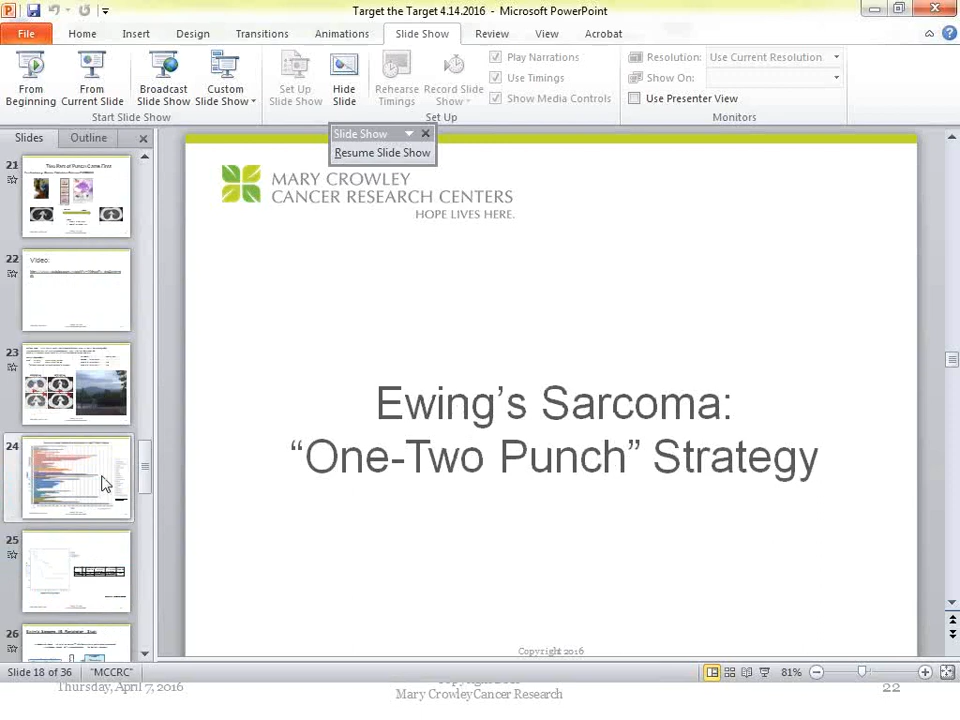 Target the Target 4.14.2016 - Microsoft PowerPoint
File Home Insert Design Transitions Animations Slide Show Review View Acrobat
From Beginning
From Current Slide
Broadcast Slide Show
Custom Slide Show
Set Up Slide Show
Hide Slide
Rehearse Timings
Record Slide Show
Play Narrations
Use Timings
Show Media Controls
Resolution: Use Current Resolution
Show On:
Use Presenter View
Start Slide Show
Set Up
Monitors
Slides Outline
Slide Show
Resume Slide Show
21
22
Video:
23
24
25
26
MARY CROWLEY
CANCER RESEARCH CENTERS
HOPE LIVES HERE.
Ewing's Sarcoma:
“One-Two Punch” Strategy
Copyright 2016
Slide 18 of 36 "MCCRC" 81%
Thursday, April 7, 2016
Mary Crowley Cancer Research
22